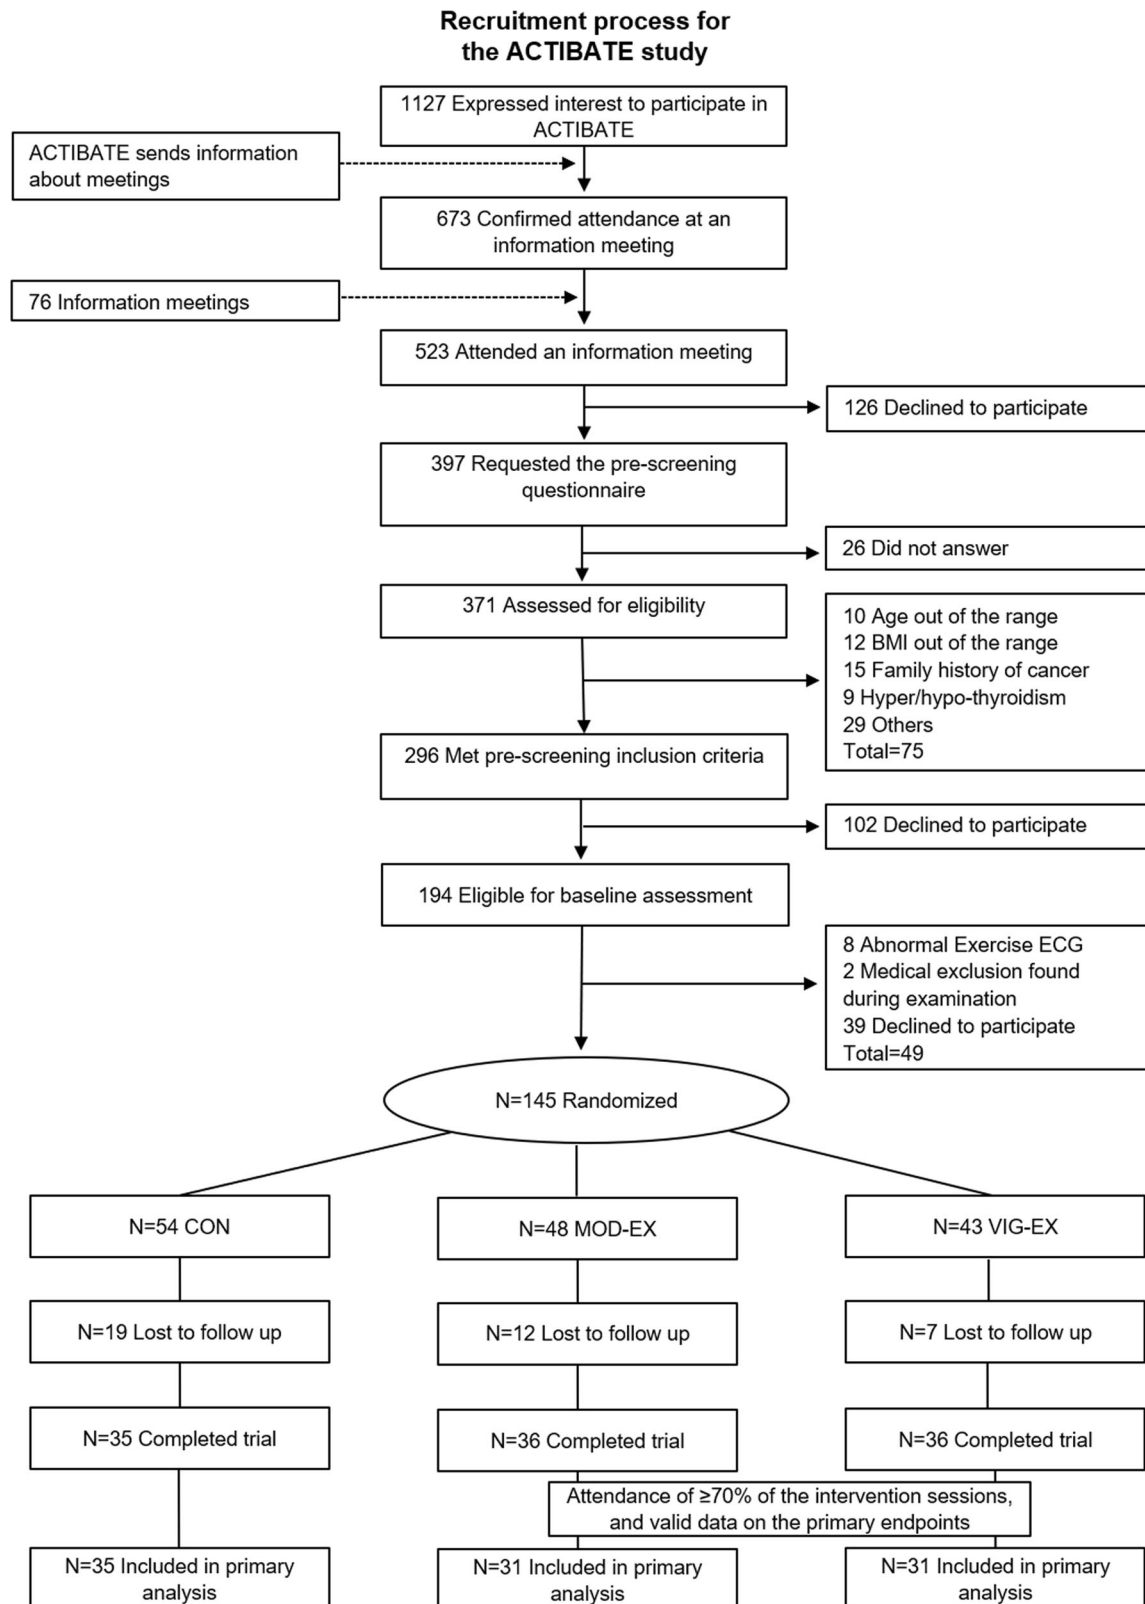 Recruitment process for
the ACTIBATE study
1127 Expressed interest to participate in
ACTIBATE
ACTIBATE sends information
about meetings
673 Confirmed attendance at an
information meeting
76 Information meetings
523 Attended an information meeting
126 Declined to participate
397 Requested the pre-screening
questionnaire
26 Did not answer
371 Assessed for eligibility
10 Age out of the range
12 BMI out of the range
15 Family history of cancer
9 Hyper/hypo-thyroidism
29 Others
Total=75
296 Met pre-screening inclusion criteria
102 Declined to participate
194 Eligible for baseline assessment
8 Abnormal Exercise ECG
2 Medical exclusion found
during examination
39 Declined to participate
Total=49
N=145 Randomized
N=54 CON
N=48 MOD-EX
N=43 VIG-EX
N=19 Lost to follow up
N=12 Lost to follow up
N=7 Lost to follow up
N=35 Completed trial
N=36 Completed trial
N=36 Completed trial
Attendance of ≥70% of the intervention sessions,
and valid data on the primary endpoints
N=35 Included in primary
analysis
N=31 Included in primary
analysis
N=31 Included in primary
analysis